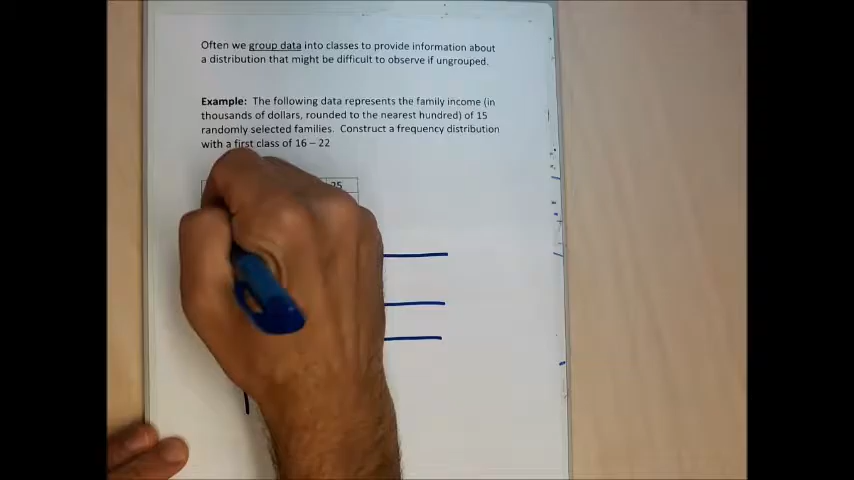 Often we group data into classes to provide information about
a distribution that might be difficult to observe if ungrouped.
Example: The following data represents the family income (in
thousands of dollars, rounded to the nearest hundred) of 15
randomly selected families. Construct a frequency distribution
with a first class of 16 – 22
25